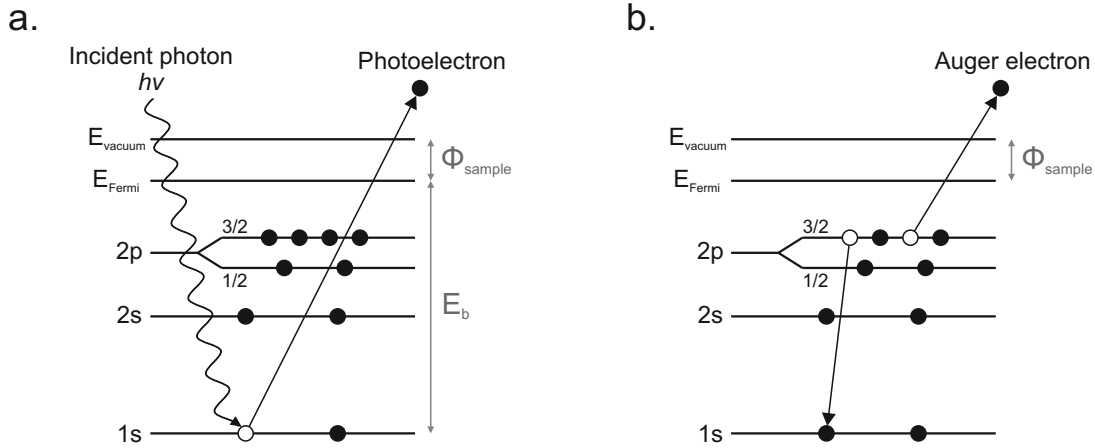 a.
Incident photon
hν
Photoelectron
E_vacuum
Φ_sample
E_Fermi
3/2
2p
1/2
E_b
2s
1s
b.
Auger electron
E_vacuum
Φ_sample
E_Fermi
3/2
2p
1/2
2s
1s